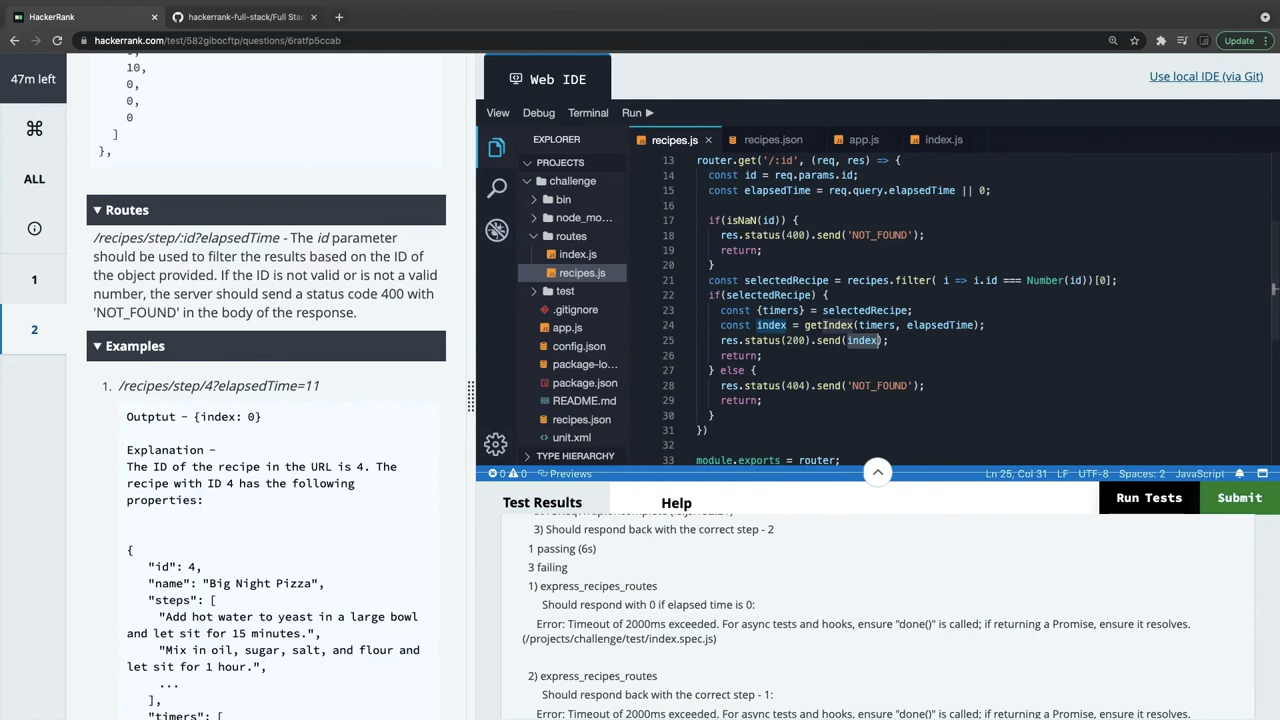 HackerRank
hackerrank-full-stack/Full Stac
hackerrank.com/test/582gibocftp/questions/6ratfp5ccab
Update
47m left
ALL
1
2
10,
0,
0,
0
]
},
Routes
/recipes/step/:id?elapsedTime - The id parameter
should be used to filter the results based on the ID of
the object provided. If the ID is not valid or is not a valid
number, the server should send a status code 400 with
'NOT_FOUND' in the body of the response.
Examples
1. /recipes/step/4?elapsedTime=11
Outptut - {index: 0}
Explanation -
The ID of the recipe in the URL is 4. The
recipe with ID 4 has the following
properties:
{
"id": 4,
"name": "Big Night Pizza",
"steps": [
"Add hot water to yeast in a large bowl
and let sit for 15 minutes.",
"Mix in oil, sugar, salt, and flour and
let sit for 1 hour.",
...
],
"timers": [
Web IDE
Use local IDE (via Git)
View Debug Terminal Run
EXPLORER
PROJECTS
challenge
bin
node_mo...
routes
index.js
recipes.js
test
.gitignore
app.js
config.json
package-lo...
package.json
README.md
recipes.json
unit.xml
TYPE HIERARCHY
recipes.js recipes.json app.js index.js
13 router.get('/:id', (req, res) => {
14 const id = req.params.id;
15 const elapsedTime = req.query.elapsedTime || 0;
16
17 if(isNaN(id)) {
18 res.status(400).send('NOT_FOUND');
19 return;
20 }
21 const selectedRecipe = recipes.filter( i => i.id === Number(id))[0];
22 if(selectedRecipe) {
23 const {timers} = selectedRecipe;
24 const index = getIndex(timers, elapsedTime);
25 res.status(200).send(index);
26 return;
27 } else {
28 res.status(404).send('NOT_FOUND');
29 return;
30 }
31 })
32
33 module.exports = router;
0 0 Previews Ln 25, Col 31 LF UTF-8 Spaces: 2 JavaScript
Test Results Help Run Tests Submit
3) Should respond back with the correct step - 2
1 passing (6s)
3 failing
1) express_recipes_routes
Should respond with 0 if elapsed time is 0:
Error: Timeout of 2000ms exceeded. For async tests and hooks, ensure "done()" is called; if returning a Promise, ensure it resolves.
(/projects/challenge/test/index.spec.js)
2) express_recipes_routes
Should respond back with the correct step - 1:
Error: Timeout of 2000ms exceeded. For async tests and hooks, ensure "done()" is called; if returning a Promise, ensure it resolves.